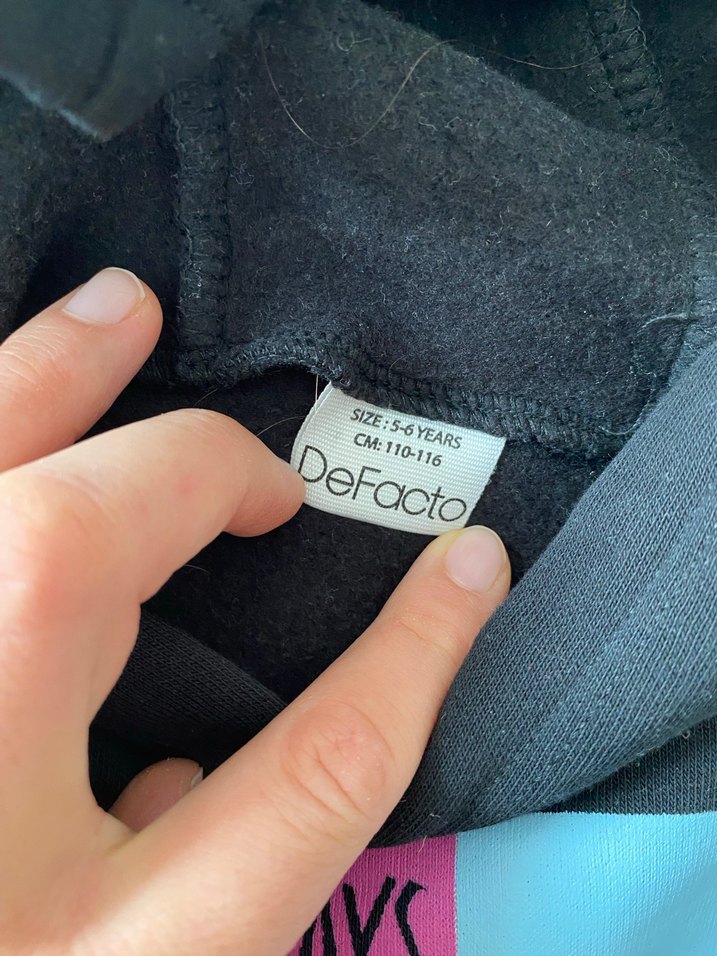 SIZE : 5-6 YEARS
CM: 110-116
DeFacto